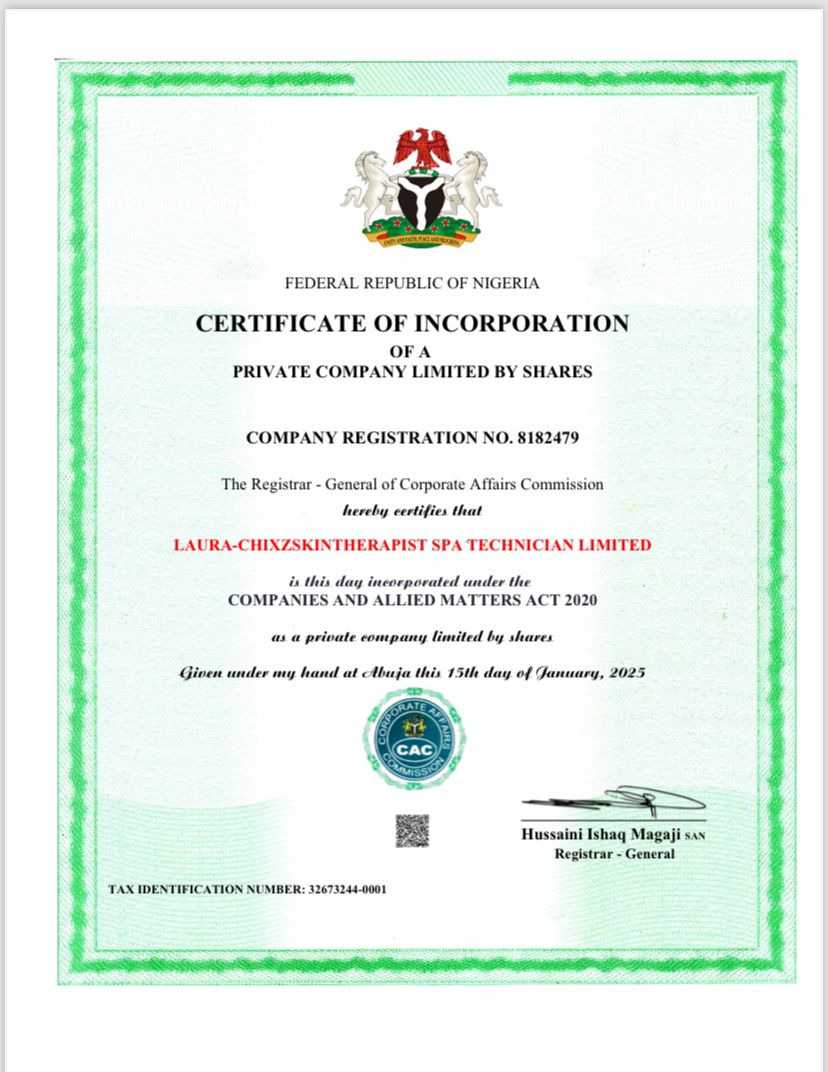 UNITY AND FAITH, PEACE AND PROGRESS
FEDERAL REPUBLIC OF NIGERIA
CERTIFICATE OF INCORPORATION
OF A
PRIVATE COMPANY LIMITED BY SHARES
COMPANY REGISTRATION NO. 8182479
The Registrar - General of Corporate Affairs Commission
hereby certifies that
LAURA-CHIXZSKINTHERAPIST SPA TECHNICIAN LIMITED
is this day incorporated under the
COMPANIES AND ALLIED MATTERS ACT 2020
as a private company limited by shares
Given under my hand at Abuja this 15th day of January, 2025
CORPORATE AFFAIRS
CAC
COMMISSION
Hussaini Ishaq Magaji SAN
Registrar - General
TAX IDENTIFICATION NUMBER: 32673244-0001